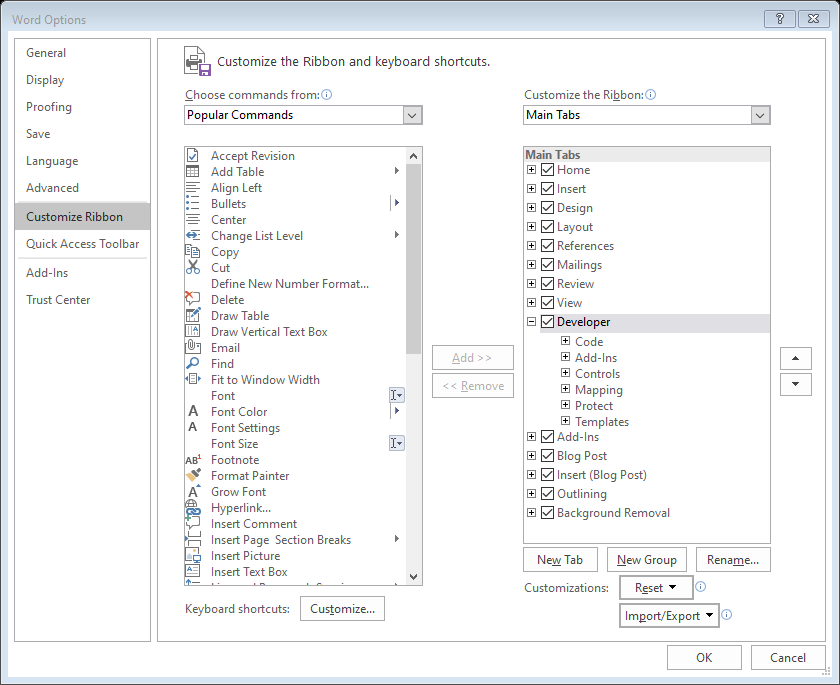 Word Options
General
Display
Proofing
Save
Language
Advanced
Customize Ribbon
Quick Access Toolbar
Add-Ins
Trust Center
Customize the Ribbon and keyboard shortcuts.
Choose commands from:
Popular Commands
Accept Revision
Add Table
Align Left
Bullets
Center
Change List Level
Copy
Cut
Define New Number Format...
Delete
Draw Table
Draw Vertical Text Box
Email
Find
Fit to Window Width
Font
Font Color
Font Settings
Font Size
Footnote
Format Painter
Grow Font
Hyperlink...
Insert Comment
Insert Page  Section Breaks
Insert Picture
Insert Text Box
Keyboard shortcuts:
Customize...
Add >>
<< Remove
Customize the Ribbon:
Main Tabs
Main Tabs
Home
Insert
Design
Layout
References
Mailings
Review
View
Developer
Code
Add-Ins
Controls
Mapping
Protect
Templates
Add-Ins
Blog Post
Insert (Blog Post)
Outlining
Background Removal
New Tab
New Group
Rename...
Customizations:
Reset
Import/Export
OK
Cancel